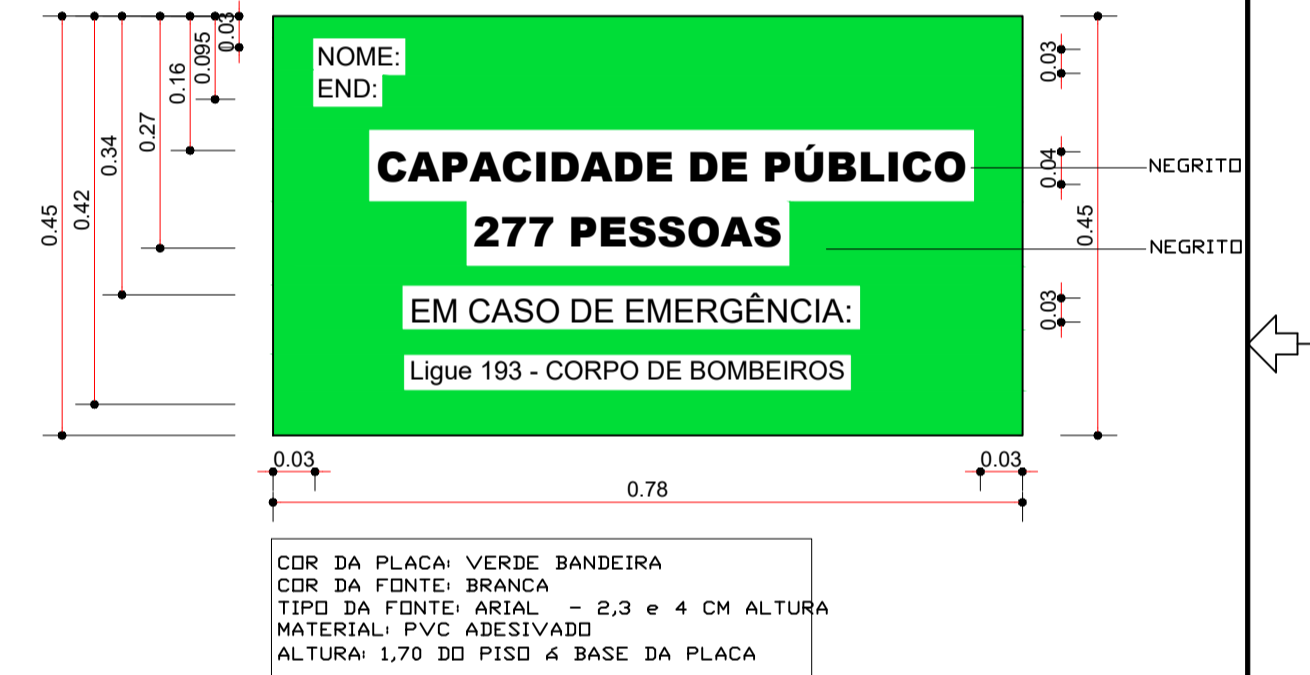 0.03
0.095
0.16
0.27
0.34
0.42
0.45
NOME:
END:
CAPACIDADE DE PÚBLICO
277 PESSOAS
EM CASO DE EMERGÊNCIA:
Ligue 193 - CORPO DE BOMBEIROS
0.03
0.04
0.45
0.03
NEGRITO
NEGRITO
0.03
0.03
0.78
COR DA PLACA: VERDE BANDEIRA
COR DA FONTE: BRANCA
TIPO DA FONTE: ARIAL - 2,3 e 4 CM ALTURA
MATERIAL: PVC ADESIVADO
ALTURA: 1,70 DO PISO á BASE DA PLACA